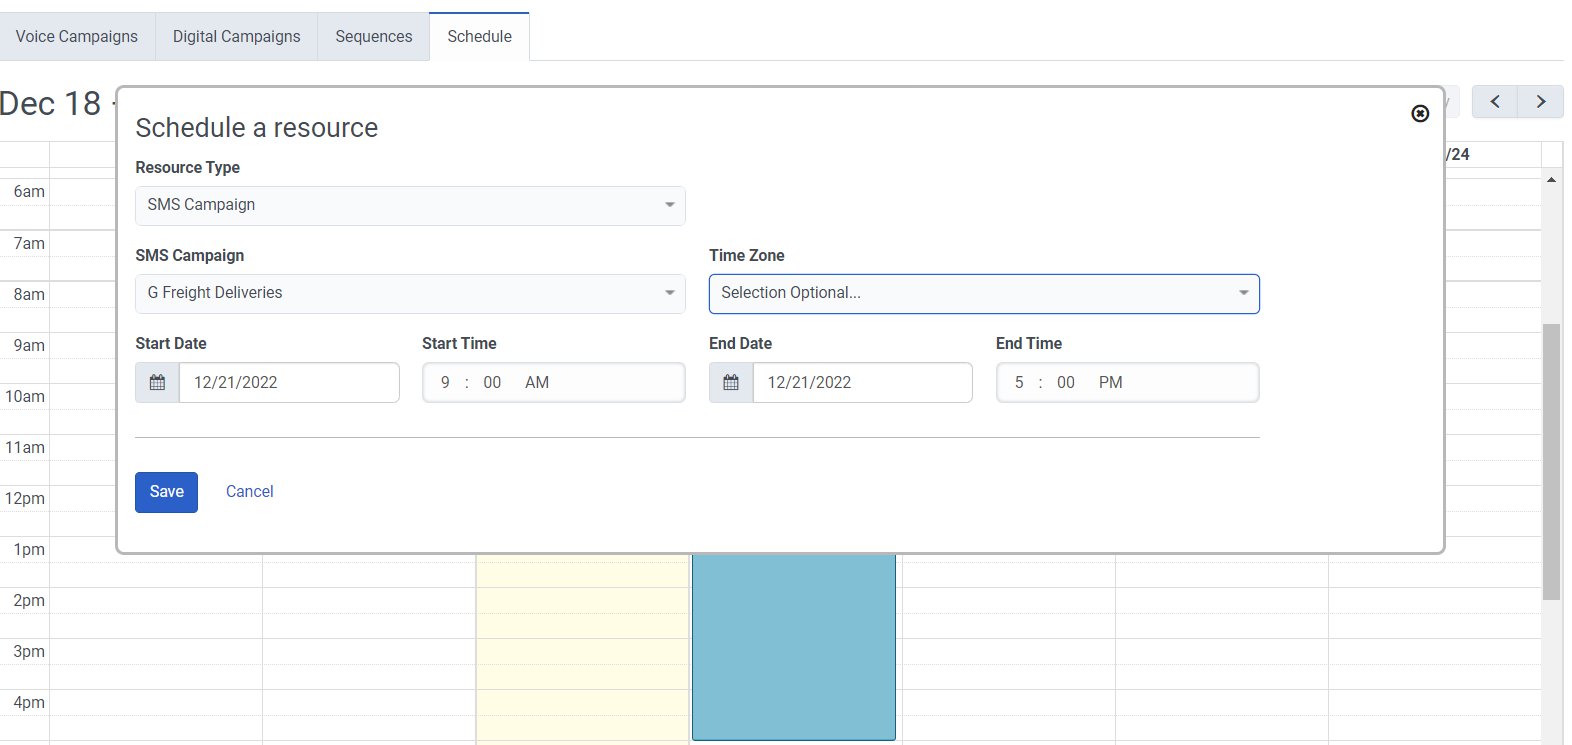 Voice Campaigns Digital Campaigns Sequences Schedule
Dec 18
/24
Schedule a resource
Resource Type
SMS Campaign
SMS Campaign Time Zone
G Freight Deliveries Selection Optional...
Start Date Start Time End Date End Time
12/21/2022 9 : 00 AM 12/21/2022 5 : 00 PM
Save Cancel
6am
7am
8am
9am
10am
11am
12pm
1pm
2pm
3pm
4pm